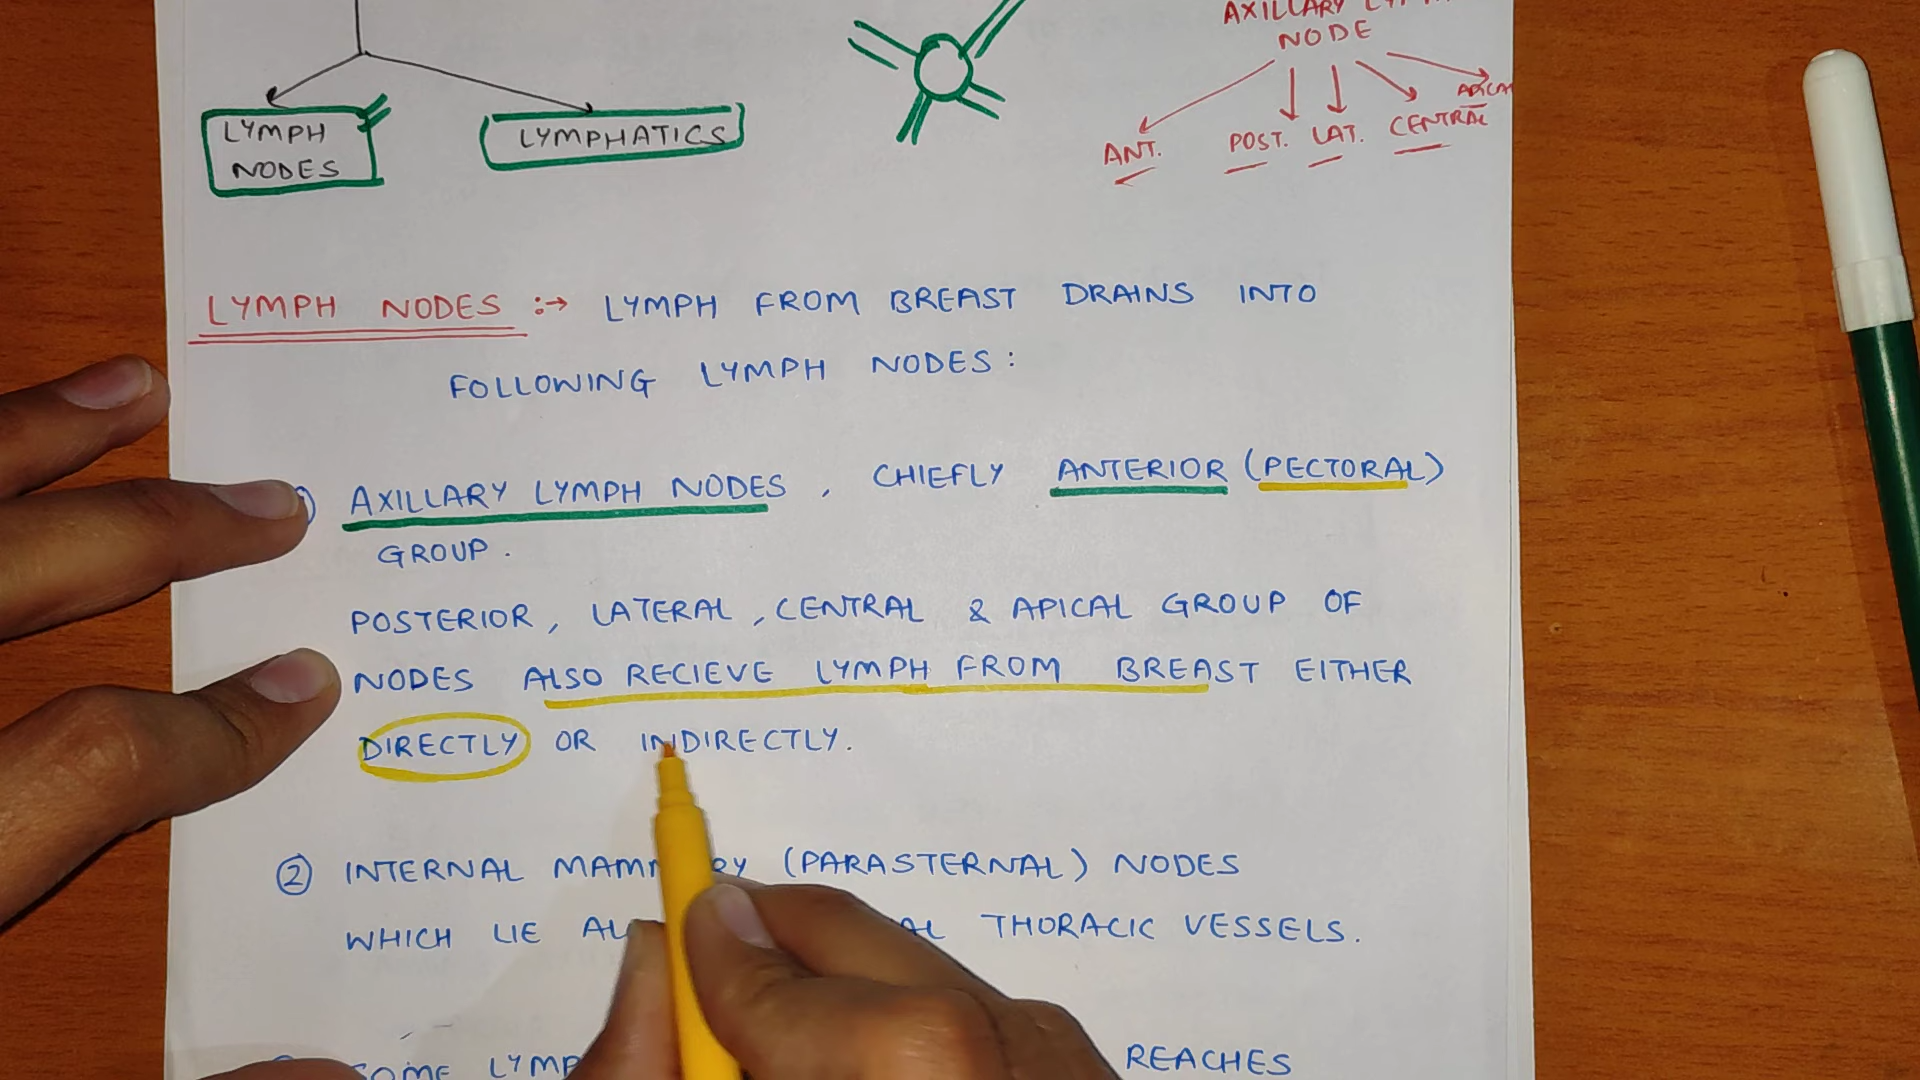 AXILLARY
NODE
LYMPH
NODES
LYMPHATICS
ANT.
POST.
LAT.
CENTRAL
APICAL
LYMPH NODES :→ LYMPH FROM BREAST DRAINS INTO
FOLLOWING LYMPH NODES :
AXILLARY LYMPH NODES , CHIEFLY ANTERIOR (PECTORAL)
GROUP .
POSTERIOR , LATERAL , CENTRAL & APICAL GROUP OF
NODES ALSO RECIEVE LYMPH FROM BREAST EITHER
DIRECTLY OR INDIRECTLY .
② INTERNAL (PARASTERNAL) NODES
WHICH LIE THORACIC VESSELS .
SOME REACHES